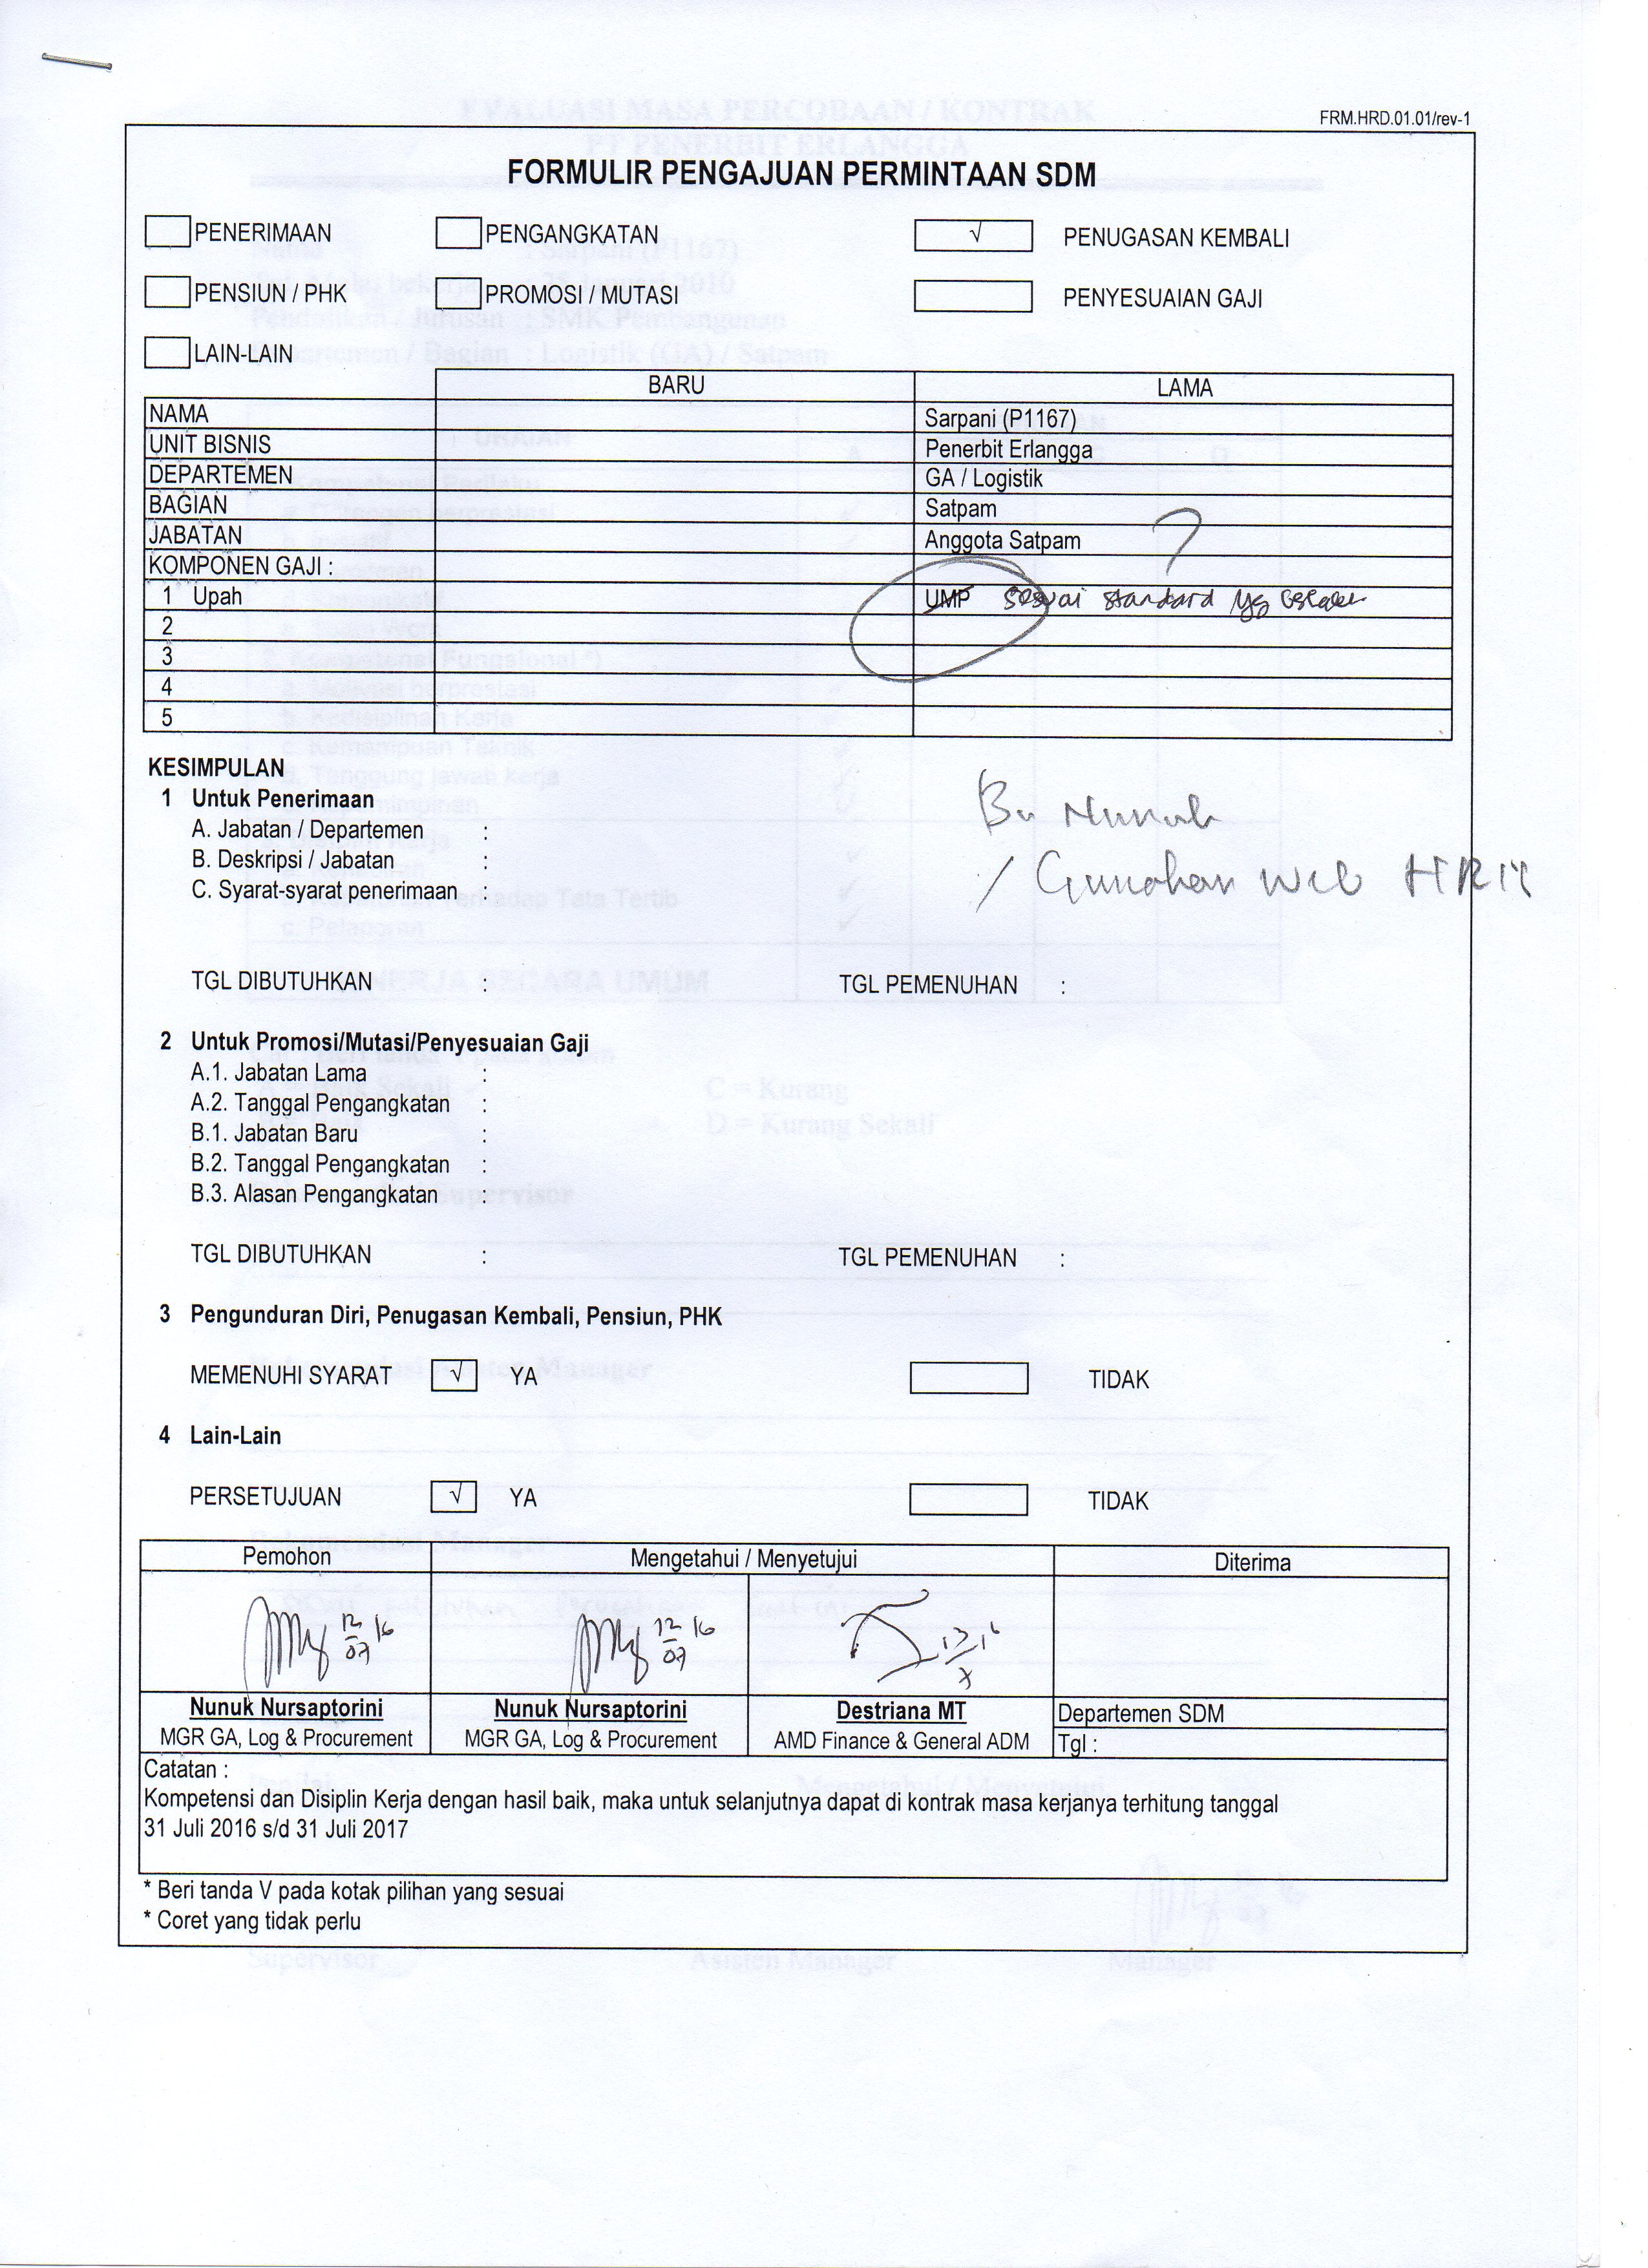 FRM.HRD.01.01/rev-1
FORMULIR PENGAJUAN PERMINTAAN SDM
PENERIMAAN PENGANGKATAN √ PENUGASAN KEMBALI
PENSIUN / PHK PROMOSI / MUTASI PENYESUAIAN GAJI
LAIN-LAIN
BARU LAMA
NAMA Sarpani (P1167)
UNIT BISNIS Penerbit Erlangga
DEPARTEMEN GA / Logistik
BAGIAN Satpam
JABATAN Anggota Satpam ?
KOMPONEN GAJI :
1 Upah UMP sesuai standard yg
2
3
4
5
KESIMPULAN
1 Untuk Penerimaan
A. Jabatan / Departemen :
B. Deskripsi / Jabatan :
C. Syarat-syarat penerimaan :
Bu Nunuk
/ Gunakan Web
TGL DIBUTUHKAN : TGL PEMENUHAN :
2 Untuk Promosi/Mutasi/Penyesuaian Gaji
A.1. Jabatan Lama :
A.2. Tanggal Pengangkatan :
B.1. Jabatan Baru :
B.2. Tanggal Pengangkatan :
B.3. Alasan Pengangkatan :
TGL DIBUTUHKAN : TGL PEMENUHAN :
3 Pengunduran Diri, Penugasan Kembali, Pensiun, PHK
MEMENUHI SYARAT √ YA TIDAK
4 Lain-Lain
PERSETUJUAN √ YA TIDAK
Pemohon Mengetahui / Menyetujui Diterima
12/07 16 12/07 16 13/7 16
Nunuk Nursaptorini Nunuk Nursaptorini Destriana MT Departemen SDM
MGR GA, Log & Procurement MGR GA, Log & Procurement AMD Finance & General ADM Tgl :
Catatan :
Kompetensi dan Disiplin Kerja dengan hasil baik, maka untuk selanjutnya dapat di kontrak masa kerjanya terhitung tanggal
31 Juli 2016 s/d 31 Juli 2017
* Beri tanda V pada kotak pilihan yang sesuai
* Coret yang tidak perlu